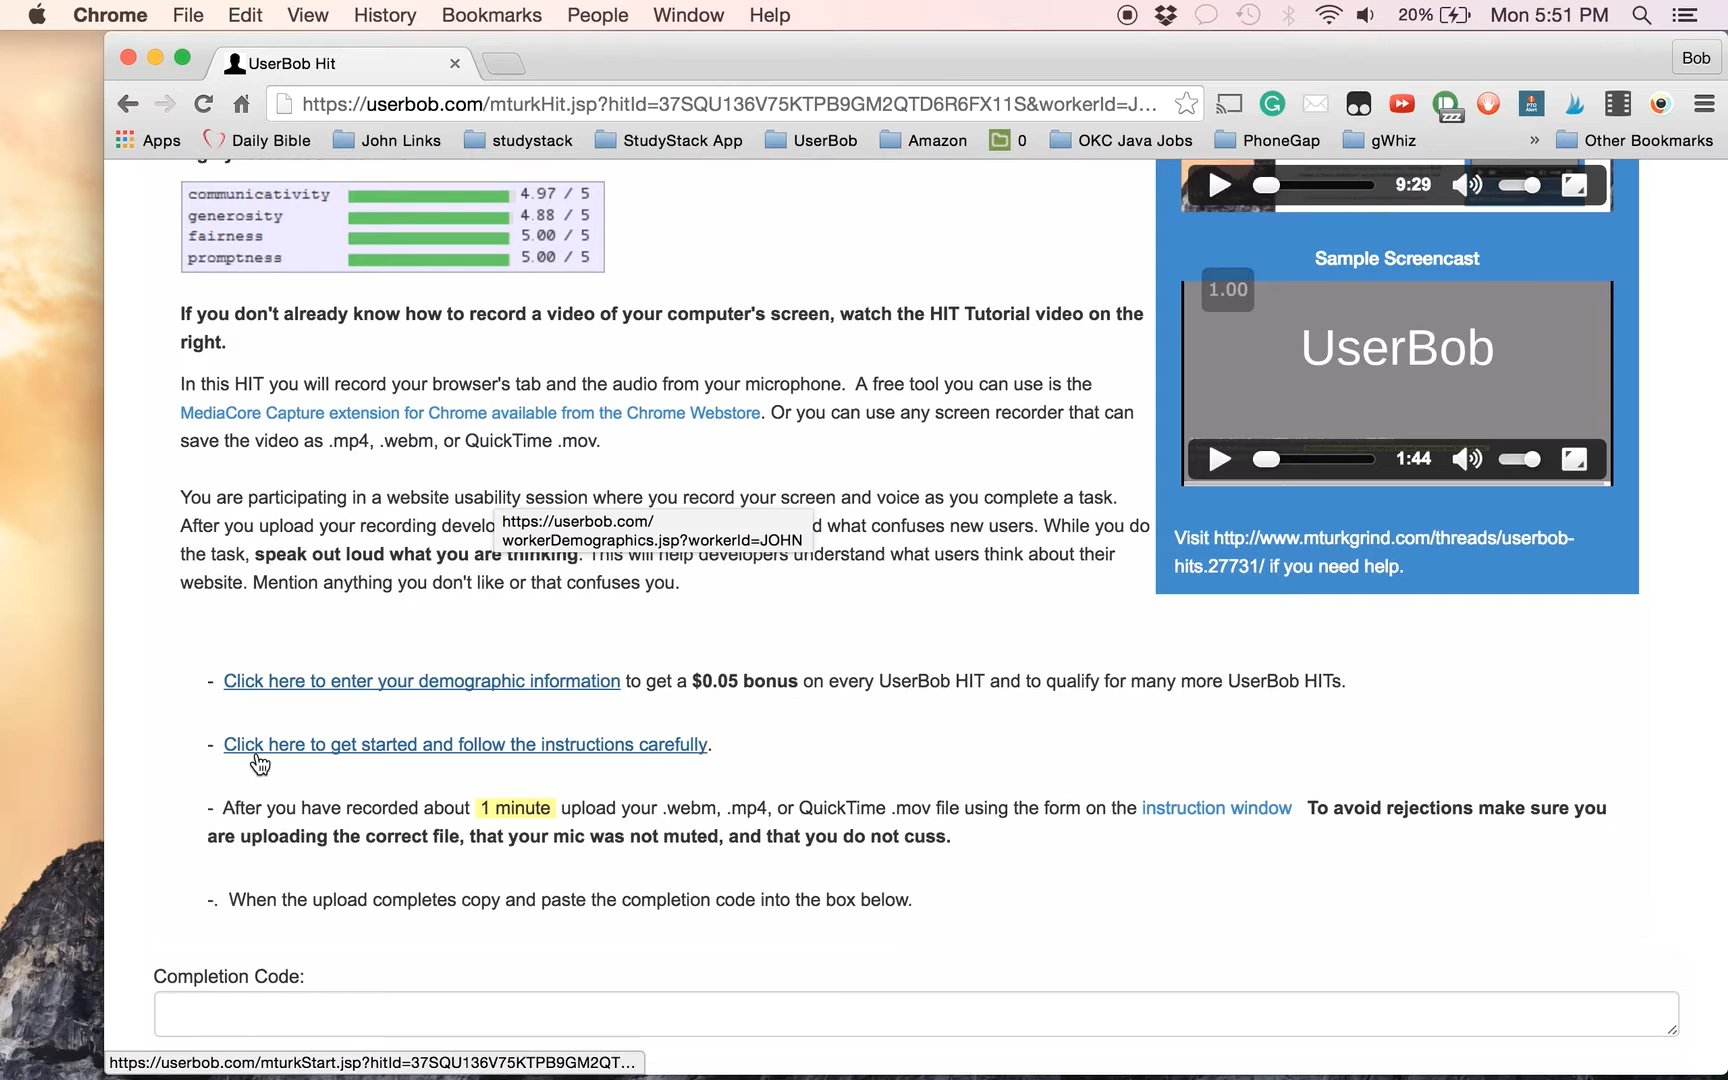 Chrome File Edit View History Bookmarks People Window Help 20% Mon 5:51 PM
UserBob Hit Bob
https://userbob.com/mturkHit.jsp?hitId=37SQU136V75KTPB9GM2QTD6R6FX11S&workerId=J... zzz
Apps Daily Bible John Links studystack StudyStack App UserBob Amazon 0 OKC Java Jobs PhoneGap gWhiz » Other Bookmarks
communicativity 4.97 / 5
generosity 4.88 / 5
fairness 5.00 / 5
promptness 5.00 / 5
9:29
Sample Screencast
1.00
UserBob
1:44
Visit http://www.mturkgrind.com/threads/userbob-
hits.27731/ if you need help.
If you don't already know how to record a video of your computer's screen, watch the HIT Tutorial video on the
right.
In this HIT you will record your browser's tab and the audio from your microphone. A free tool you can use is the
MediaCore Capture extension for Chrome available from the Chrome Webstore. Or you can use any screen recorder that can
save the video as .mp4, .webm, or QuickTime .mov.
You are participating in a website usability session where you record your screen and voice as you complete a task.
After you upload your recording develo d what confuses new users. While you do
https://userbob.com/
workerDemographics.jsp?workerId=JOHN
the task, speak out loud what you are thinking. This will help developers understand what users think about their
website. Mention anything you don't like or that confuses you.
- Click here to enter your demographic information to get a $0.05 bonus on every UserBob HIT and to qualify for many more UserBob HITs.
- Click here to get started and follow the instructions carefully.
- After you have recorded about 1 minute upload your .webm, .mp4, or QuickTime .mov file using the form on the instruction window To avoid rejections make sure you
are uploading the correct file, that your mic was not muted, and that you do not cuss.
-. When the upload completes copy and paste the completion code into the box below.
Completion Code:
https://userbob.com/mturkStart.jsp?hitId=37SQU136V75KTPB9GM2QT...